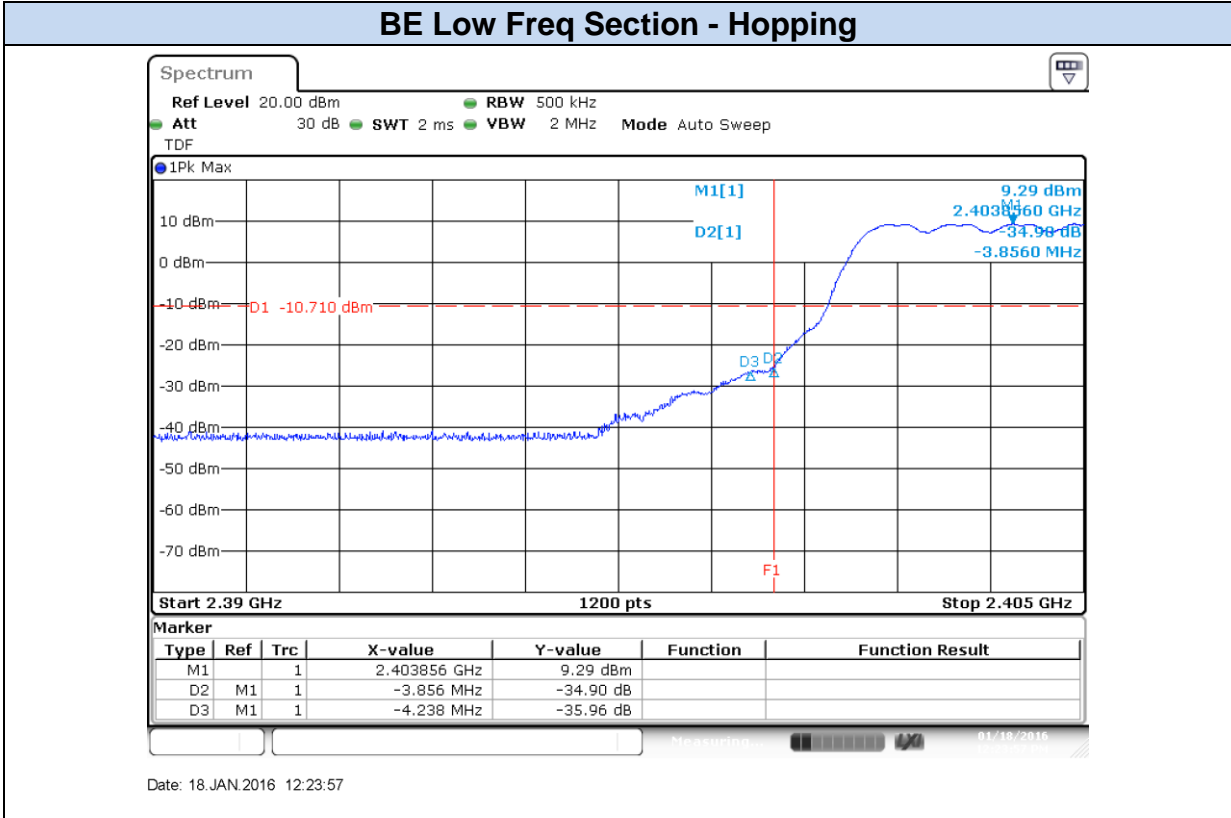 BE Low Freq Section - Hopping
Spectrum
Ref Level 20.00 dBm RBW 500 kHz
Att 30 dB SWT 2 ms VBW 2 MHz Mode Auto Sweep
TDF
1Pk Max
M1[1] 9.29 dBm
2.4038560 GHz
M1
D2[1] -34.90 dB
-3.8560 MHz
10 dBm
0 dBm
-10 dBm
D1 -10.710 dBm
-20 dBm
D3 D2
-30 dBm
-40 dBm
-50 dBm
-60 dBm
-70 dBm
F1
Start 2.39 GHz 1200 pts Stop 2.405 GHz
Marker
Type Ref Trc X-value Y-value Function Function Result
M1 1 2.403856 GHz 9.29 dBm
D2 M1 1 -3.856 MHz -34.90 dB
D3 M1 1 -4.238 MHz -35.96 dB
Measuring... LXI 01/18/2016
Date: 18.JAN.2016 12:23:57